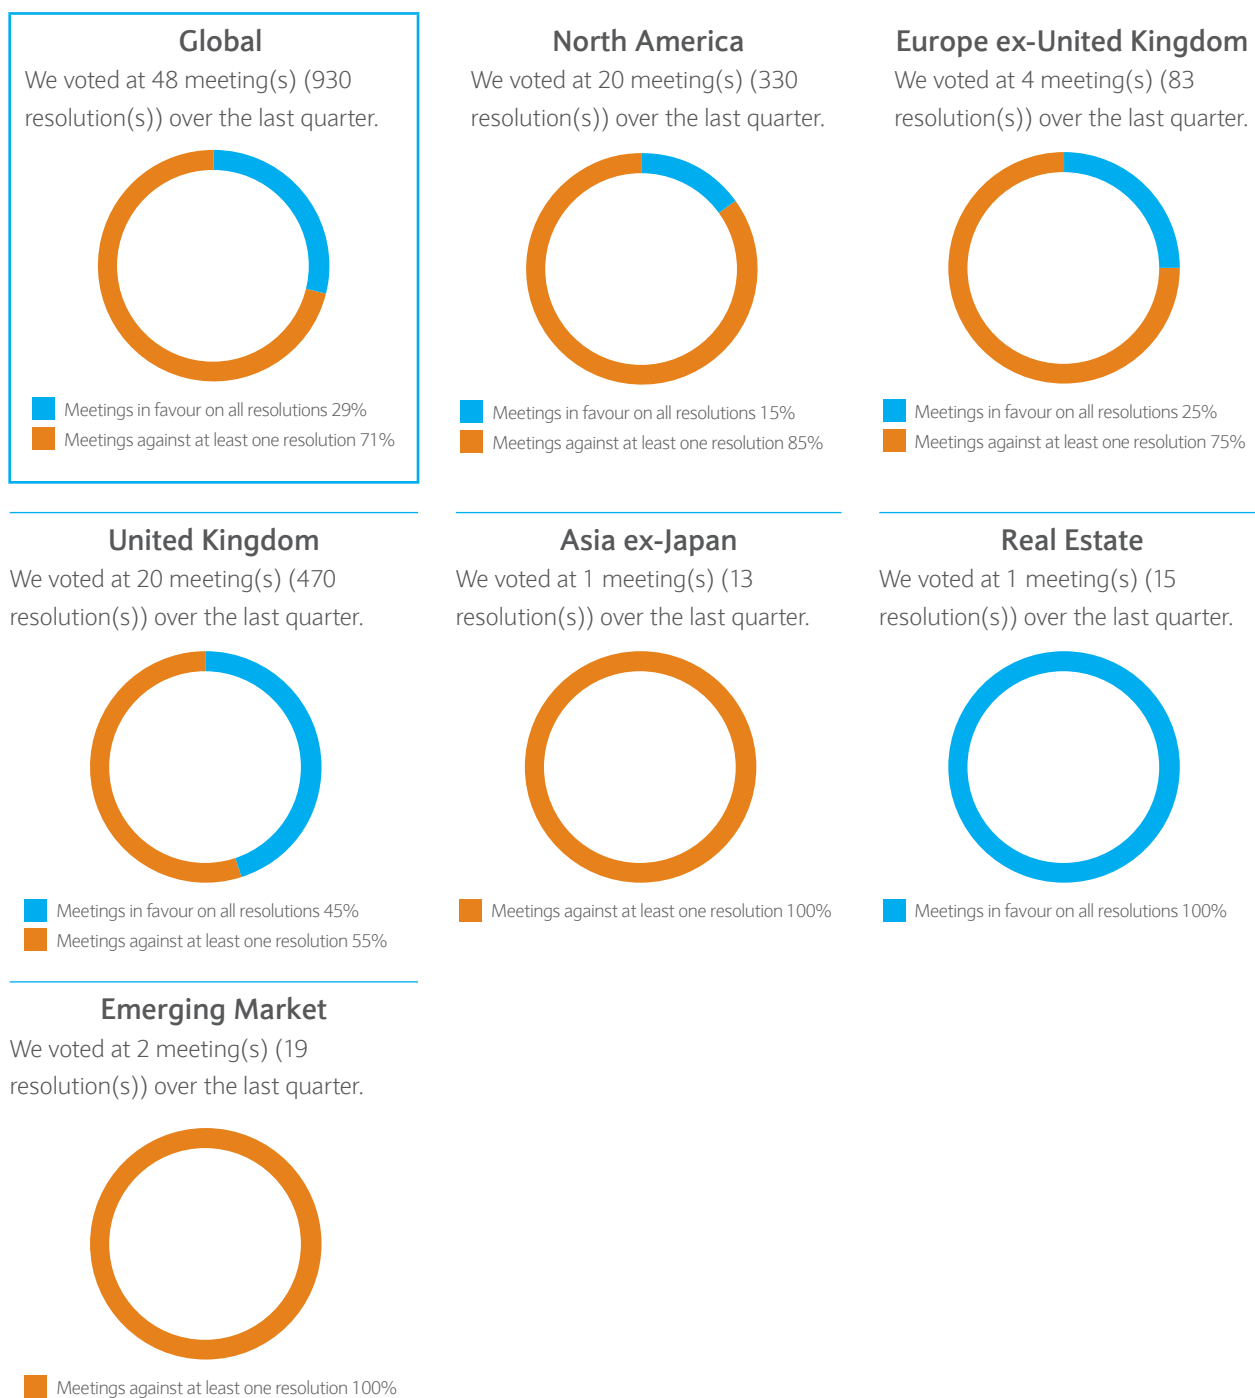 Global
We voted at 48 meeting(s) (930
resolution(s)) over the last quarter.
Meetings in favour on all resolutions 29%
Meetings against at least one resolution 71%
North America
We voted at 20 meeting(s) (330
resolution(s)) over the last quarter.
Meetings in favour on all resolutions 15%
Meetings against at least one resolution 85%
Europe ex-United Kingdom
We voted at 4 meeting(s) (83
resolution(s)) over the last quarter.
Meetings in favour on all resolutions 25%
Meetings against at least one resolution 75%
United Kingdom
We voted at 20 meeting(s) (470
resolution(s)) over the last quarter.
Meetings in favour on all resolutions 45%
Meetings against at least one resolution 55%
Asia ex-Japan
We voted at 1 meeting(s) (13
resolution(s)) over the last quarter.
Meetings against at least one resolution 100%
Real Estate
We voted at 1 meeting(s) (15
resolution(s)) over the last quarter.
Meetings in favour on all resolutions 100%
Emerging Market
We voted at 2 meeting(s) (19
resolution(s)) over the last quarter.
Meetings against at least one resolution 100%